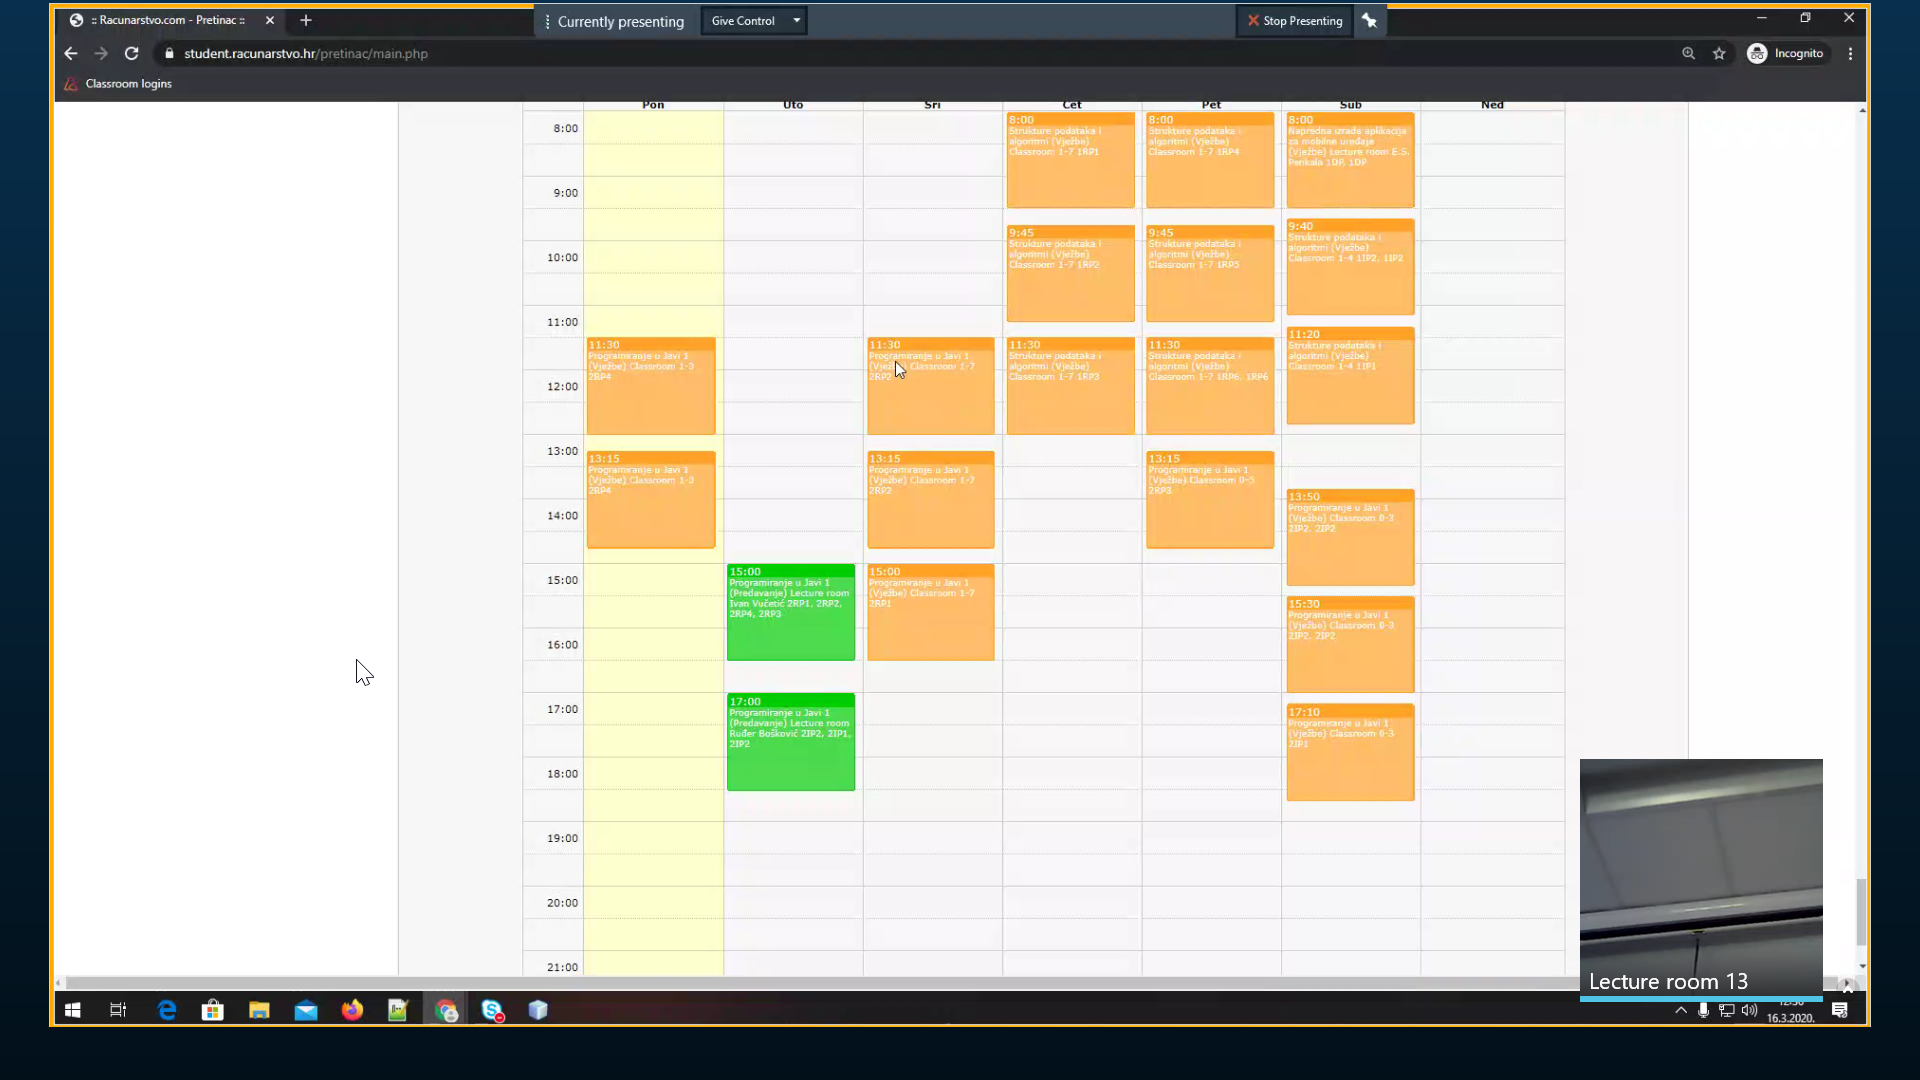 :: Racunarstvo.com - Pretinac ::
Currently presenting
Give Control
Stop Presenting
student.racunarstvo.hr/pretinac/main.php
Incognito
Classroom logins
Pon Uto Sri Čet Pet Sub Ned
8:00
9:00
10:00
11:00
12:00
13:00
14:00
15:00
16:00
17:00
18:00
19:00
20:00
21:00
11:30
Programiranje u Javi 1
(Vježbe) Classroom 1-3
2RP4
13:15
Programiranje u Javi 1
(Vježbe) Classroom 1-3
2RP4
15:00
Programiranje u Javi 1
(Predavanje) Lecture room
Ivan Vučetić 2RP1, 2RP2,
2RP4, 2RP3
17:00
Programiranje u Javi 1
(Predavanje) Lecture room
Ruđer Bošković 2IP2, 2IP1,
2IP2
11:30
Programiranje u Javi 1
(Vježbe) Classroom 1-7
2RP2
13:15
Programiranje u Javi 1
(Vježbe) Classroom 1-7
2RP2
15:00
Programiranje u Javi 1
(Vježbe) Classroom 1-7
2RP1
8:00
Strukture podataka i
algoritmi (Vježbe)
Classroom 1-7 1RP1
9:45
Strukture podataka i
algoritmi (Vježbe)
Classroom 1-7 1RP2
11:30
Strukture podataka i
algoritmi (Vježbe)
Classroom 1-7 1RP3
8:00
Strukture podataka i
algoritmi (Vježbe)
Classroom 1-7 1RP4
9:45
Strukture podataka i
algoritmi (Vježbe)
Classroom 1-7 1RP5
11:30
Strukture podataka i
algoritmi (Vježbe)
Classroom 1-7 1RP6, 1RP6
13:15
Programiranje u Javi 1
(Vježbe) Classroom 0-5
2RP3
8:00
Napredna izrada aplikacija
za mobilne uređaje
(Vježbe) Lecture room E.S.
Penkala 1DP, 1DP
9:40
Strukture podataka i
algoritmi (Vježbe)
Classroom 1-4 1IP2, 1IP2
11:20
Strukture podataka i
algoritmi (Vježbe)
Classroom 1-4 1IP1
13:50
Programiranje u Javi 1
(Vježbe) Classroom 0-3
2IP2, 2IP2
15:30
Programiranje u Javi 1
(Vježbe) Classroom 0-3
2IP2, 2IP2
17:10
Programiranje u Javi 1
(Vježbe) Classroom 0-3
2IP1
Lecture room 13
16.3.2020.